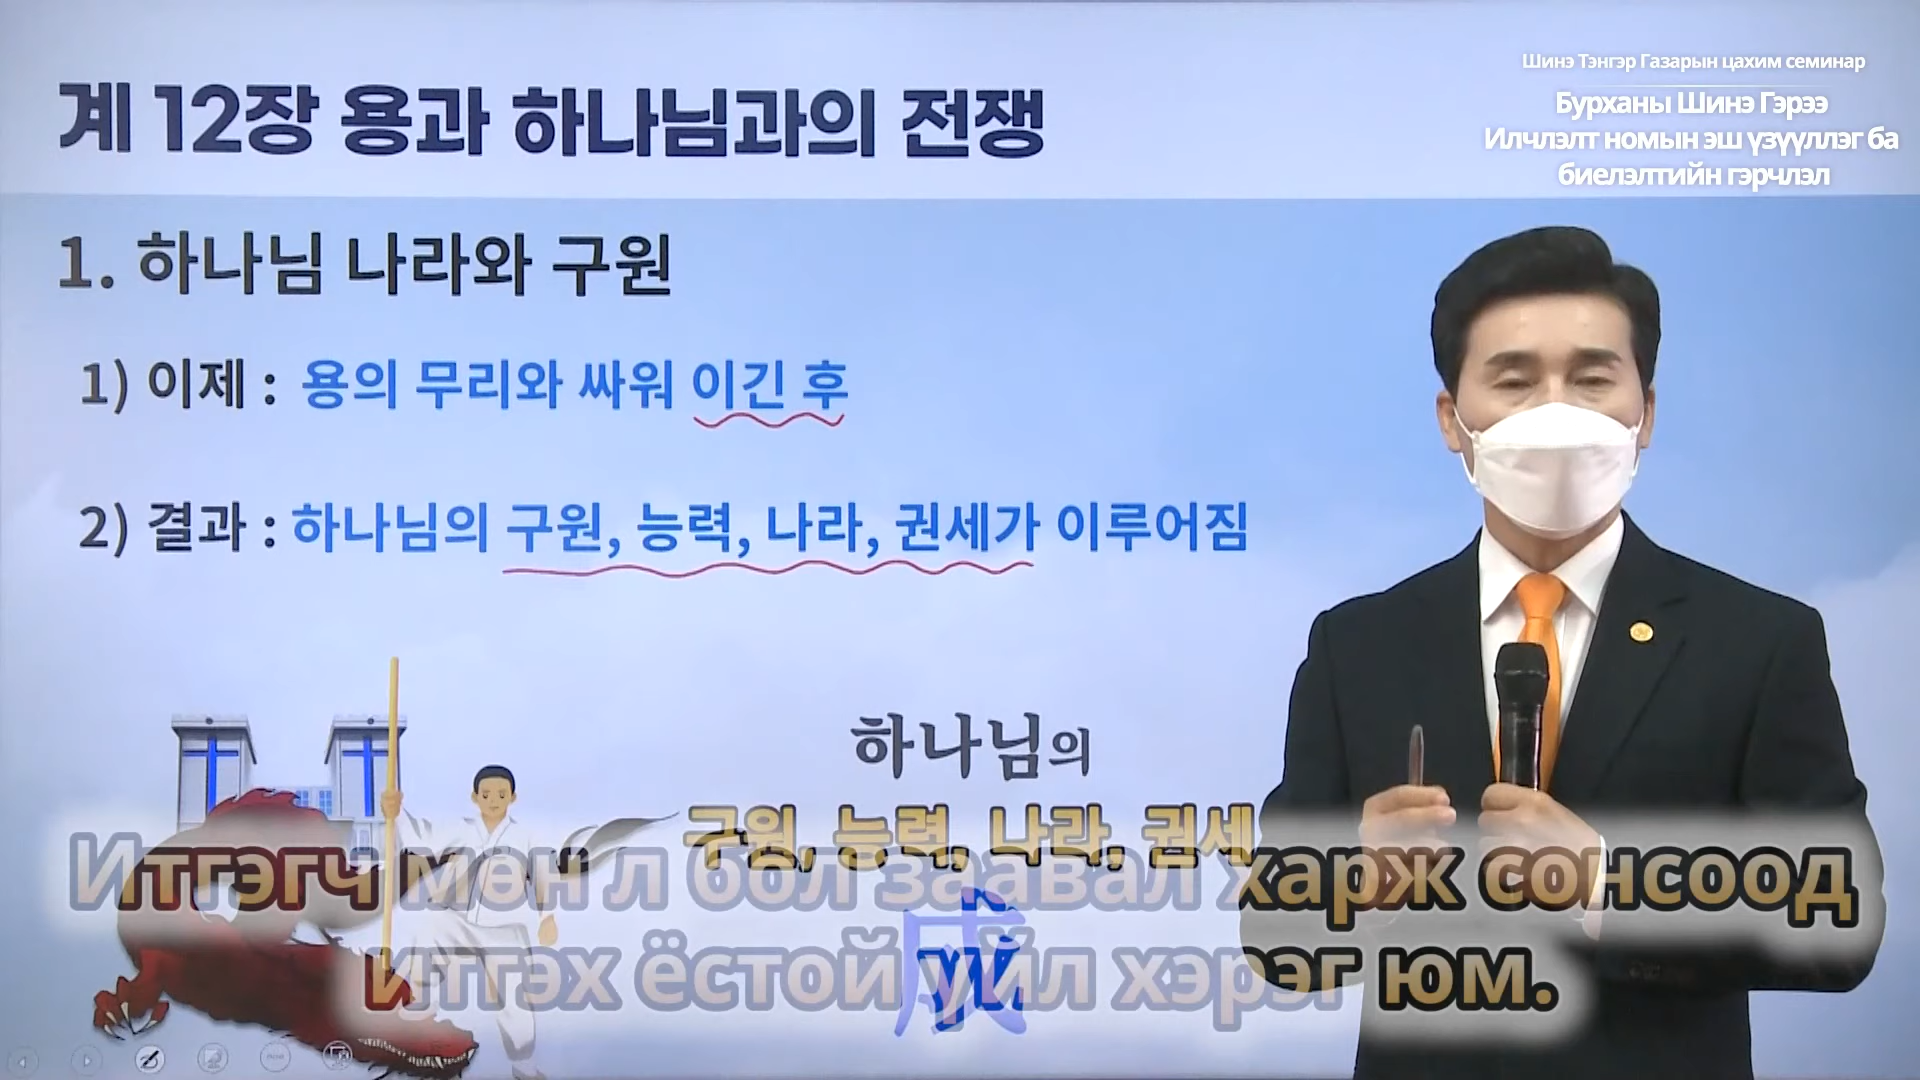 계 12장 용과 하나님과의 전쟁
Шинэ Тэнгэр Газарын цахим семинар
Бурханы Шинэ Гэрээ
Илчлэлт номын эш үзүүллэг ба
биелэлтийн гэрчлэл
1. 하나님 나라와 구원
1) 이제 : 용의 무리와 싸워 이긴 후
2) 결과 : 하나님의 구원, 능력, 나라, 권세가 이루어짐
하나님의
구원, 능력, 나라, 권세
Итгэгч мөн л бол заавал харж сонсоод
итгэх ёстой үйл хэрэг юм.